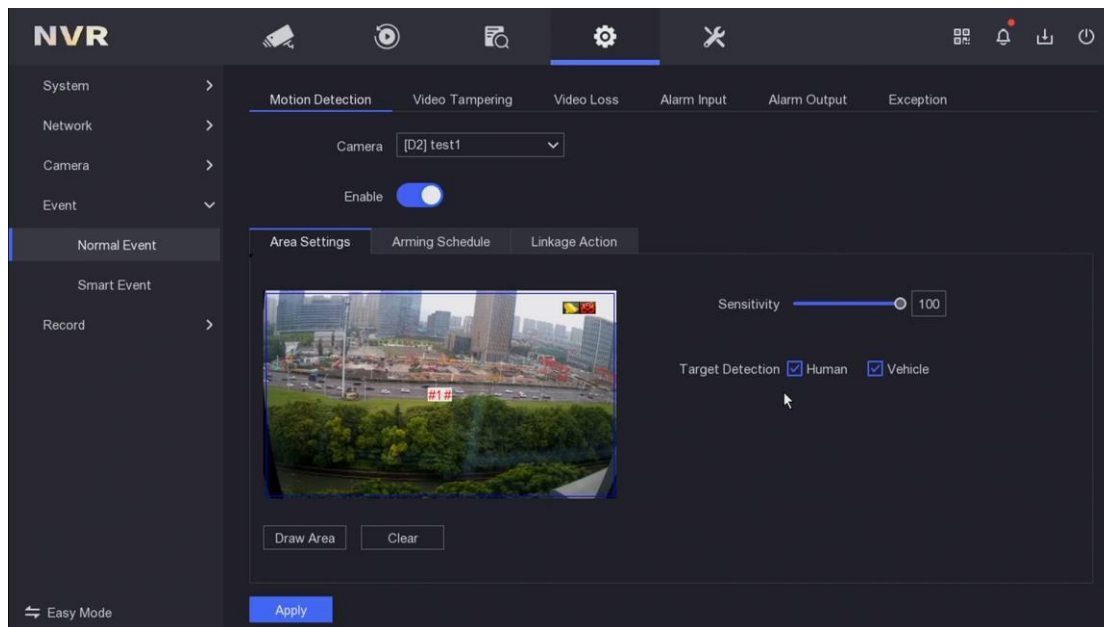 NVR
System
Network
Camera
Event
Normal Event
Smart Event
Record
Easy Mode
Motion Detection Video Tampering Video Loss Alarm Input Alarm Output Exception
Camera [D2] test1
Enable
Area Settings Arming Schedule Linkage Action
#1#
Sensitivity 100
Target Detection Human Vehicle
Draw Area Clear
Apply